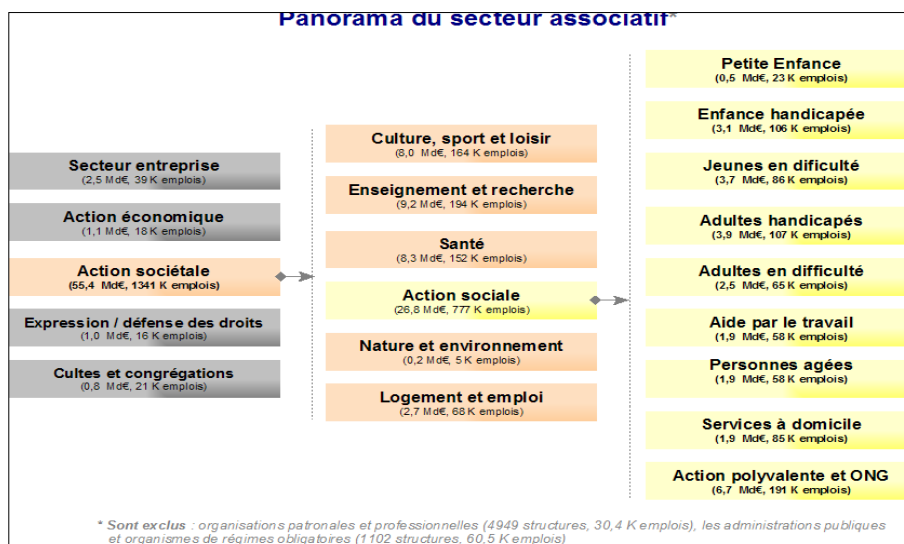 Panorama du secteur associatif*
Secteur entreprise
(2,5 Md€, 39 K emplois)
Action économique
(1,1 Md€, 18 K emplois)
Action sociétale
(55,4 Md€, 1341 K emplois)
Expression / défense des droits
(1,0 Md€, 16 K emplois)
Cultes et congrégations
(0,8 Md€, 21 K emplois)
Culture, sport et loisir
(8,0 Md€, 164 K emplois)
Enseignement et recherche
(9,2 Md€, 194 K emplois)
Santé
(8,3 Md€, 152 K emplois)
Action sociale
(26,8 Md€, 777 K emplois)
Nature et environnement
(0,2 Md€, 5 K emplois)
Logement et emploi
(2,7 Md€, 68 K emplois)
Petite Enfance
(0,5 Md€, 23 K emplois)
Enfance handicapée
(3,1 Md€, 106 K emplois)
Jeunes en dificulté
(3,7 Md€, 86 K emplois)
Adultes handicapés
(3,9 Md€, 107 K emplois)
Adultes en difficulté
(2,5 Md€, 65 K emplois)
Aide par le travail
(1,9 Md€, 58 K emplois)
Personnes agées
(1,9 Md€, 58 K emplois)
Services à domicile
(1,9 Md€, 85 K emplois)
Action polyvalente et ONG
(6,7 Md€, 191 K emplois)
* Sont exclus : organisations patronales et professionnelles (4949 structures, 30,4 K emplois), les administrations publiques
et organismes de régimes obligatoires (1102 structures, 60,5 K emplois)